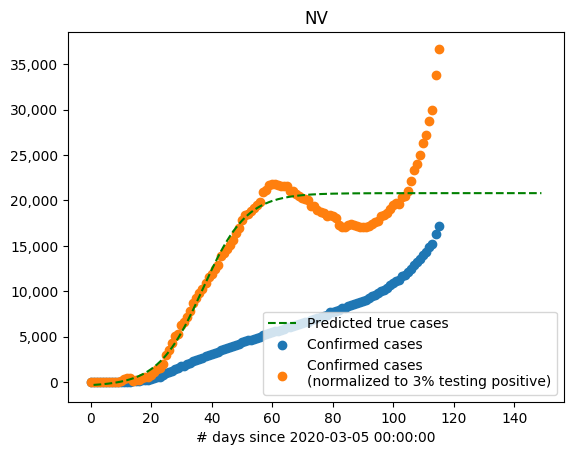 NV
35,000
30,000
25,000
20,000
15,000
10,000
5,000
0
Predicted true cases
Confirmed cases
Confirmed cases
(normalized to 3% testing positive)
0 20 40 60 80 100 120 140
# days since 2020-03-05 00:00:00